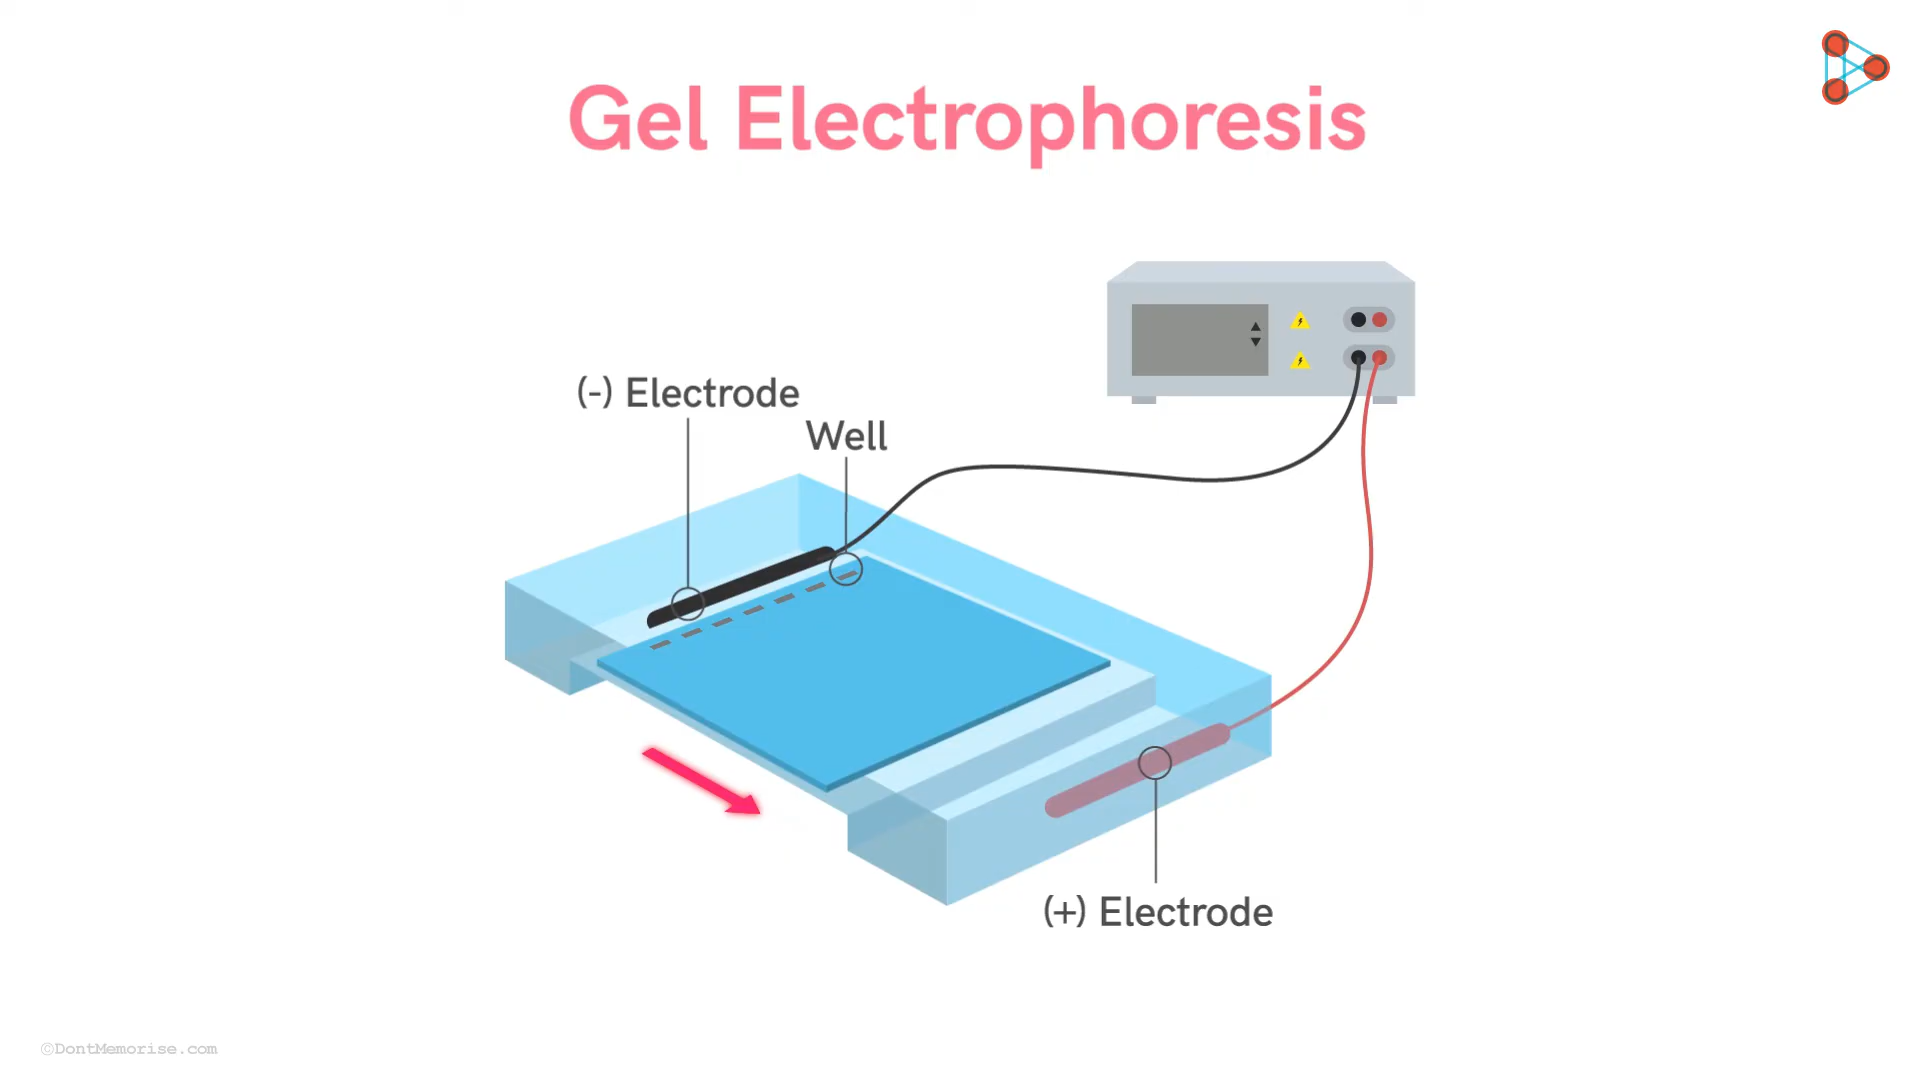 Gel Electrophoresis
(-) Electrode
Well
(+) Electrode
©DontMemorise.com